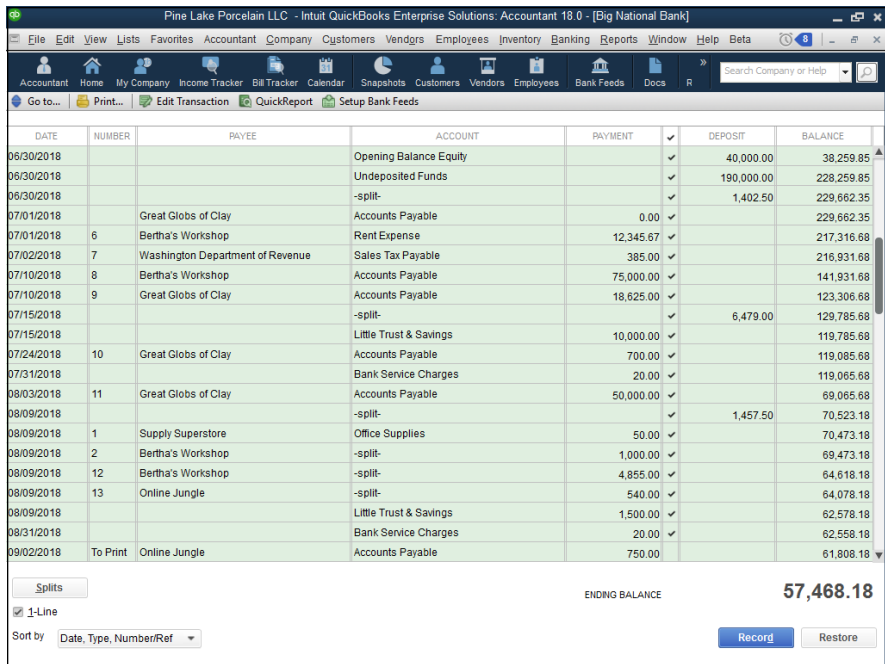 qb Pine Lake Porcelain LLC - Intuit QuickBooks Enterprise Solutions: Accountant 18.0 - [Big National Bank]
File Edit View Lists Favorites Accountant Company Customers Vendors Employees Inventory Banking Reports Window Help Beta 8
Accountant Home My Company Income Tracker Bill Tracker Calendar Snapshots Customers Vendors Employees Bank Feeds Docs R » Search Company or Help
Go to... Print... Edit Transaction QuickReport Setup Bank Feeds
DATE NUMBER PAYEE ACCOUNT PAYMENT ✓ DEPOSIT BALANCE
06/30/2018 Opening Balance Equity ✓ 40,000.00 38,259.85
06/30/2018 Undeposited Funds ✓ 190,000.00 228,259.85
06/30/2018 -split- ✓ 1,402.50 229,662.35
07/01/2018 Great Globs of Clay Accounts Payable 0.00 ✓ 229,662.35
07/01/2018 6 Bertha's Workshop Rent Expense 12,345.67 ✓ 217,316.68
07/02/2018 7 Washington Department of Revenue Sales Tax Payable 385.00 ✓ 216,931.68
07/10/2018 8 Bertha's Workshop Accounts Payable 75,000.00 ✓ 141,931.68
07/10/2018 9 Great Globs of Clay Accounts Payable 18,625.00 ✓ 123,306.68
07/15/2018 -split- ✓ 6,479.00 129,785.68
07/15/2018 Little Trust & Savings 10,000.00 ✓ 119,785.68
07/24/2018 10 Great Globs of Clay Accounts Payable 700.00 ✓ 119,085.68
07/31/2018 Bank Service Charges 20.00 ✓ 119,065.68
08/03/2018 11 Great Globs of Clay Accounts Payable 50,000.00 ✓ 69,065.68
08/09/2018 -split- ✓ 1,457.50 70,523.18
08/09/2018 1 Supply Superstore Office Supplies 50.00 ✓ 70,473.18
08/09/2018 2 Bertha's Workshop -split- 1,000.00 ✓ 69,473.18
08/09/2018 12 Bertha's Workshop -split- 4,855.00 ✓ 64,618.18
08/09/2018 13 Online Jungle -split- 540.00 ✓ 64,078.18
08/09/2018 Little Trust & Savings 1,500.00 ✓ 62,578.18
08/31/2018 Bank Service Charges 20.00 ✓ 62,558.18
09/02/2018 To Print Online Jungle Accounts Payable 750.00 61,808.18
Splits ENDING BALANCE 57,468.18
1-Line
Sort by Date, Type, Number/Ref Record Restore